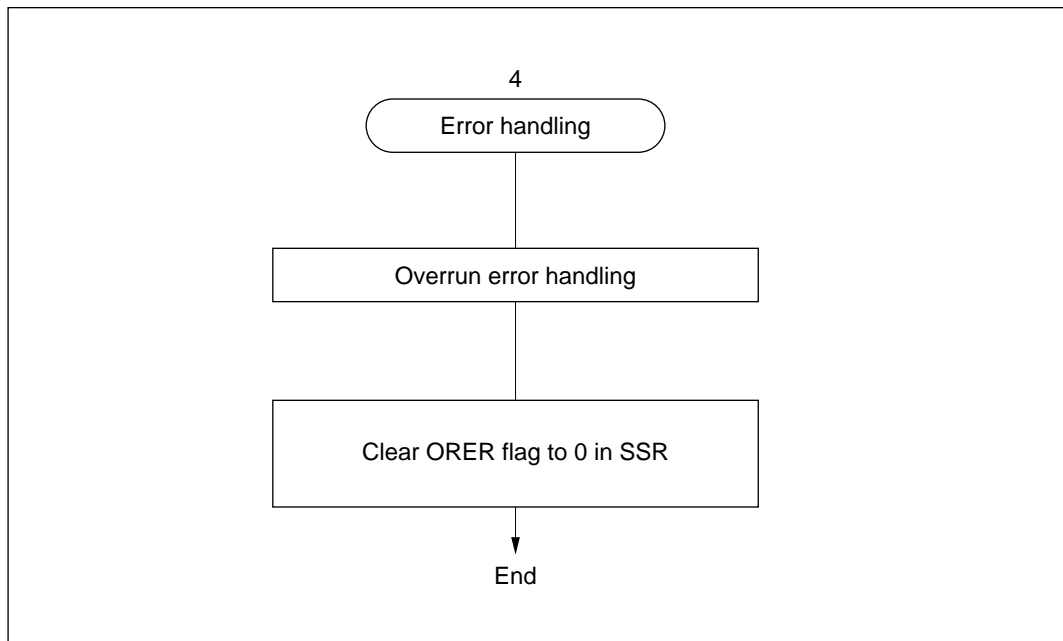 4
Error handling
Overrun error handling
Clear ORER flag to 0 in SSR
End